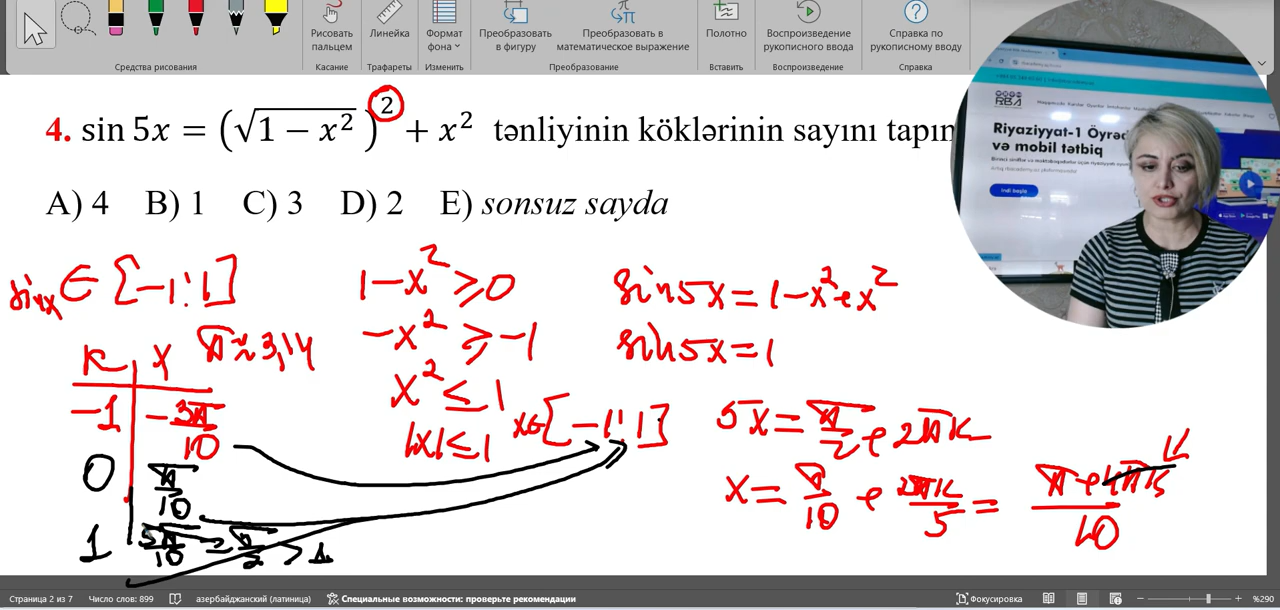 Рисовать пальцем
Линейка
Формат фона
Преобразовать в фигуру
Преобразовать в математическое выражение
Полотно
Воспроизведение рукописного ввода
Справка по рукописному вводу
Средства рисования
Касание
Трафареты
Изменить
Преобразование
Вставить
Воспроизведение
Справка
RBA
Riyaziyyat-1 Öyrəd
və mobil tətbiq
İndi başla
4. sin 5x = (√1 − x²)² + x² tənliyinin köklərinin sayını tapın
A) 4 B) 1 C) 3 D) 2 E) sonsuz sayda
sinx ∈ [−1;1]
π ≈ 3,14
K | X
−1 | −3π/10
0 | π/10
1 | 5π/10 = π/2 > 1
1−x² ≥ 0
−x² ≥ −1
x² ≤ 1
|x| ≤ 1 x∈[−1;1]
sin5x = 1−x²+x²
sin5x = 1
5x = π/2 + 2πk
x = π/10 + 2πk/5 = π+4πk/10
Страница 2 из 7 Число слов: 899 азербайджанский (латиница) Специальные возможности: проверьте рекомендации Фокусировка %290